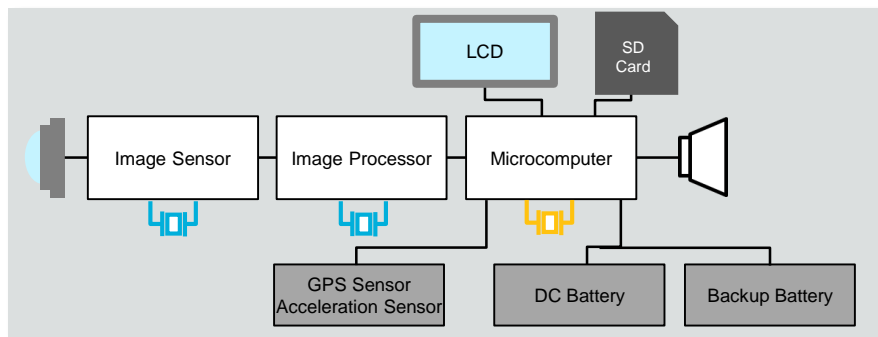 LCD
SD
Card
Image Sensor
Image Processor
Microcomputer
GPS Sensor
Acceleration Sensor
DC Battery
Backup Battery